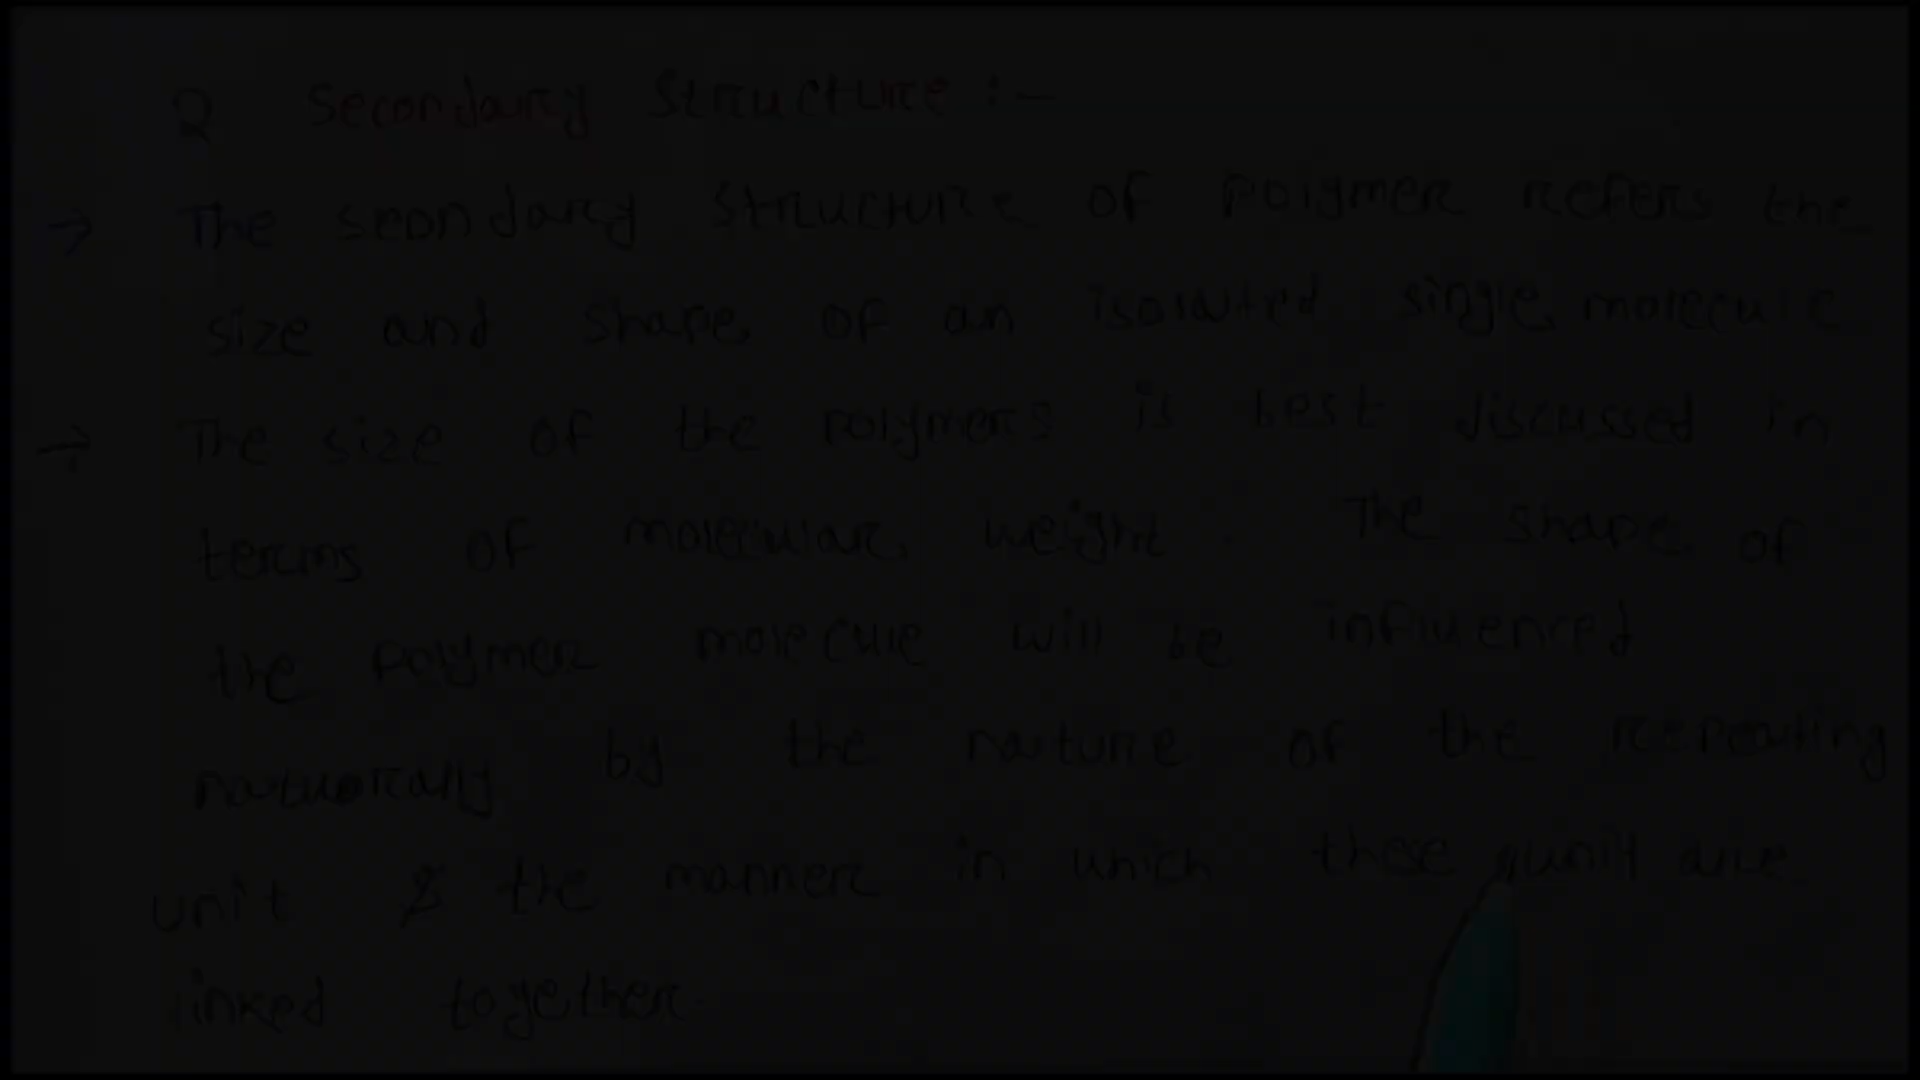 2 Secondary Structure :-
→ The seondary structure of polymer refers the
size and shape of an isolated single molecule
→ The size of the polymers is best discussed in
terms of molecular weight. The shape of
the polymer molecule will be influenced
naturally by the nature of the repeating
unit & the manner in which these unit are
linked together.